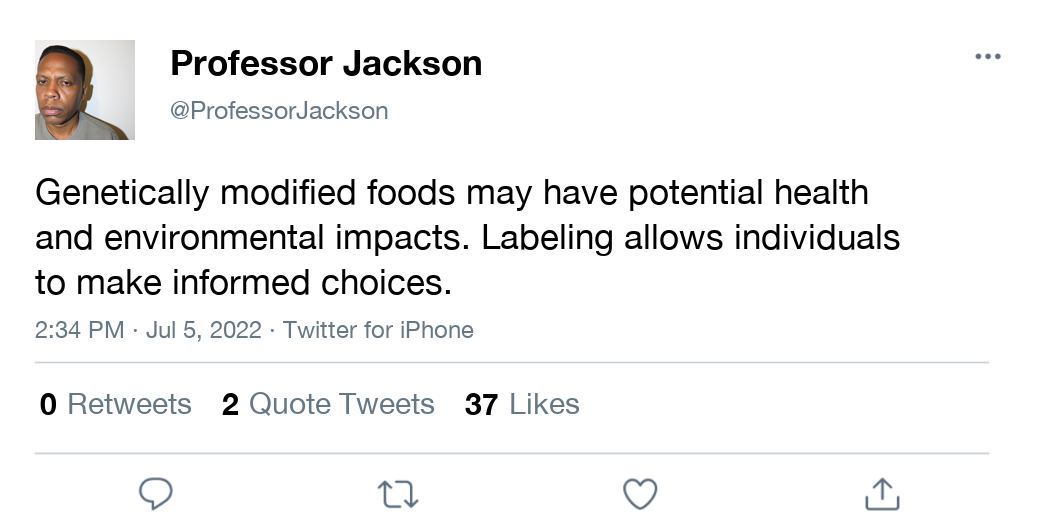 Professor Jackson
@ProfessorJackson
Genetically modified foods may have potential health
and environmental impacts. Labeling allows individuals
to make informed choices.
2:34 PM · Jul 5, 2022 · Twitter for iPhone
0 Retweets 2 Quote Tweets 37 Likes